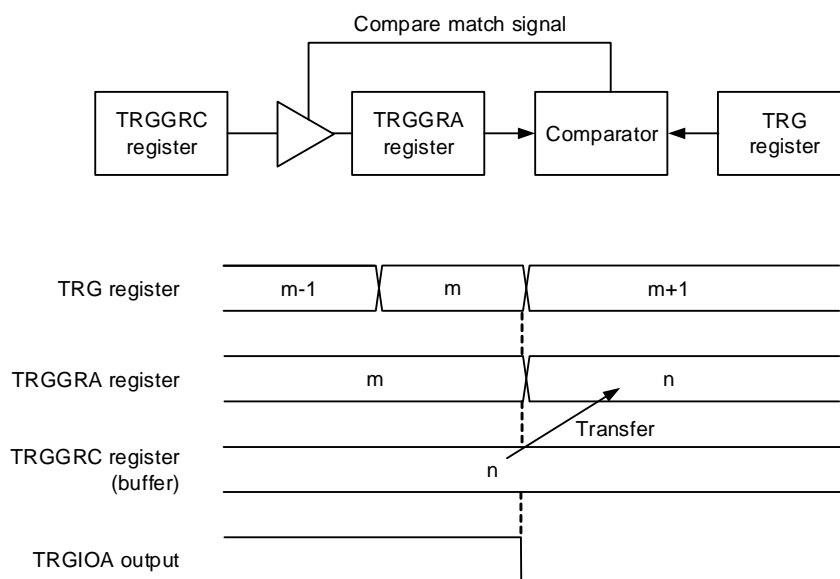 Compare match signal
TRGGRC
register
TRGGRA
register
Comparator
TRG
register
TRG register
m-1
m
m+1
TRGGRA register
m
n
Transfer
TRGGRC register
(buffer)
n
TRGIOA output